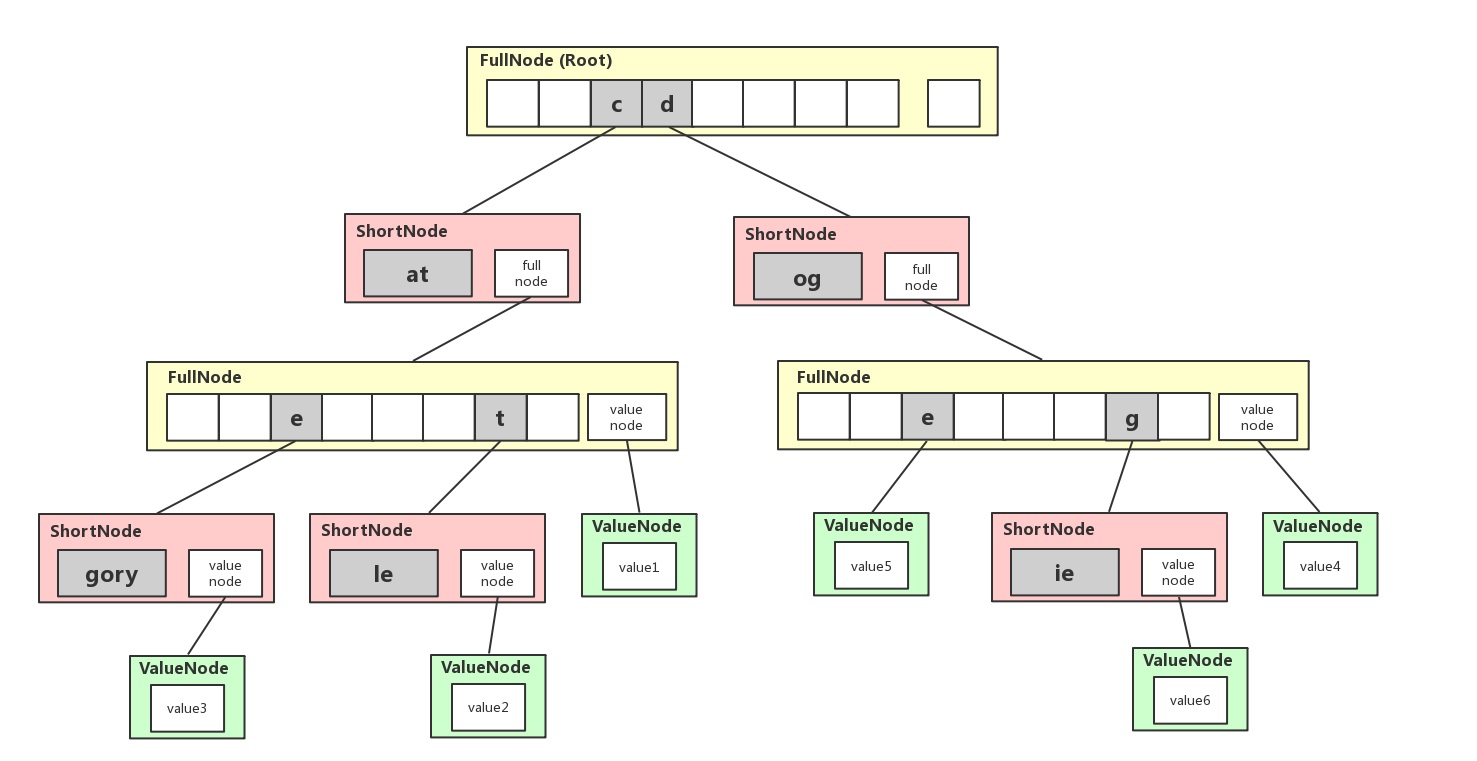 FullNode (Root)
c d
ShortNode
at
full
node
ShortNode
og
full
node
FullNode
e t
value
node
FullNode
e g
value
node
ShortNode
gory
value
node
ShortNode
le
value
node
ValueNode
value1
ValueNode
value5
ShortNode
ie
value
node
ValueNode
value4
ValueNode
value3
ValueNode
value2
ValueNode
value6